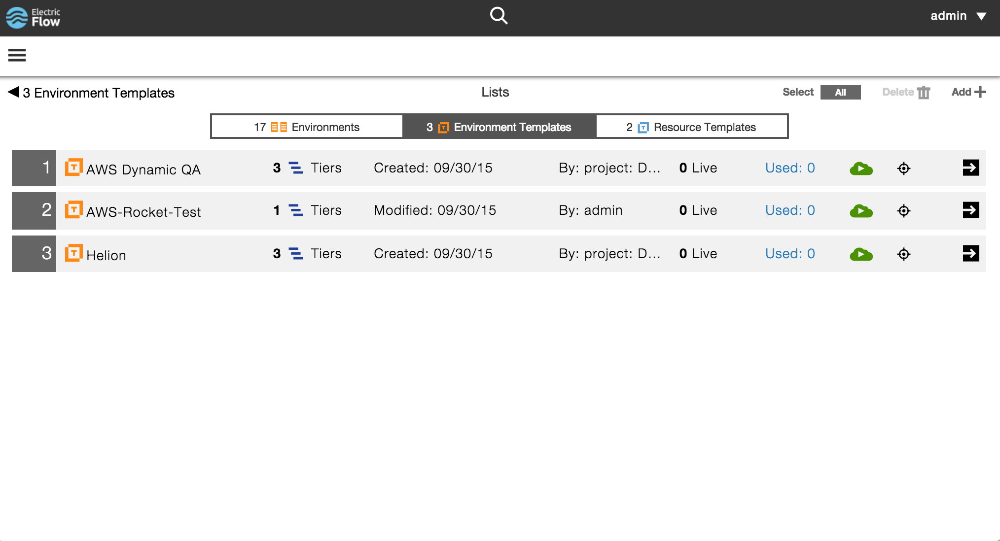 Electric
Flow
admin
3 Environment Templates
Lists
Select All Delete Add
17 Environments
3 Environment Templates
2 Resource Templates
1 AWS Dynamic QA 3 Tiers Created: 09/30/15 By: project: D... 0 Live Used: 0
2 AWS-Rocket-Test 1 Tiers Modified: 09/30/15 By: admin 0 Live Used: 0
3 Helion 3 Tiers Created: 09/30/15 By: project: D... 0 Live Used: 0